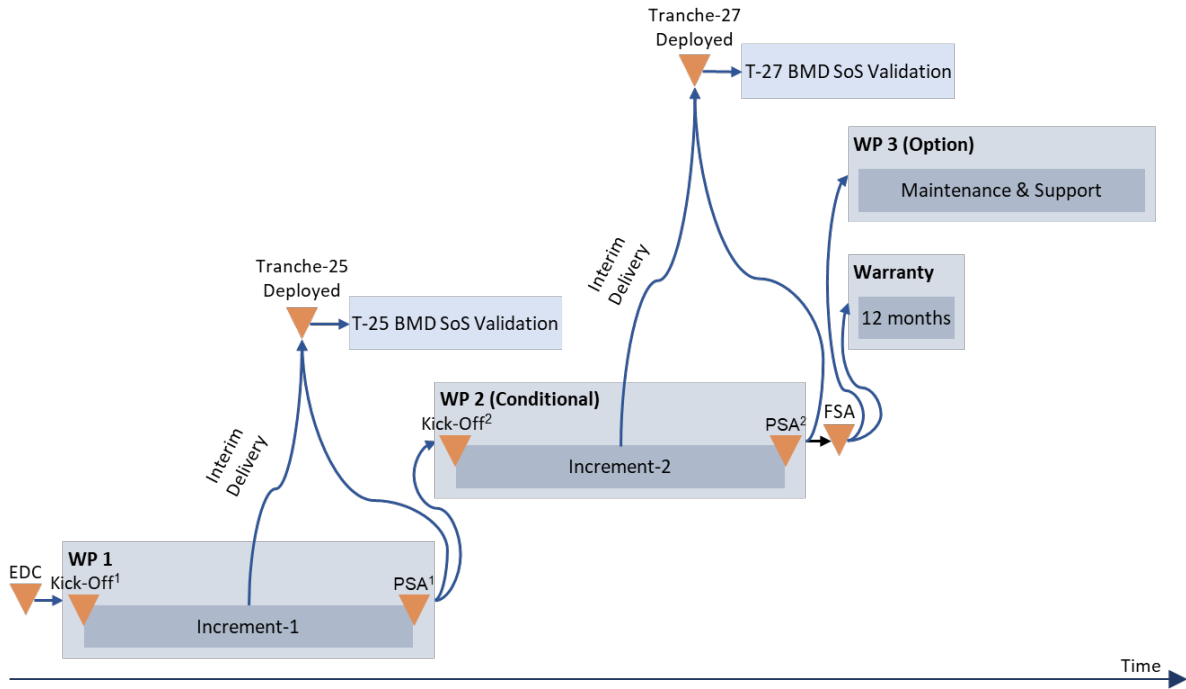 Tranche-27
Deployed
T-27 BMD SoS Validation
WP 3 (Option)
Maintenance & Support
Interim
Delivery
Tranche-25
Deployed
Warranty
12 months
T-25 BMD SoS Validation
WP 2 (Conditional)
Kick-Off²
PSA²
FSA
Increment-2
Interim
Delivery
WP 1
EDC
Kick-Off¹
PSA¹
Increment-1
Time